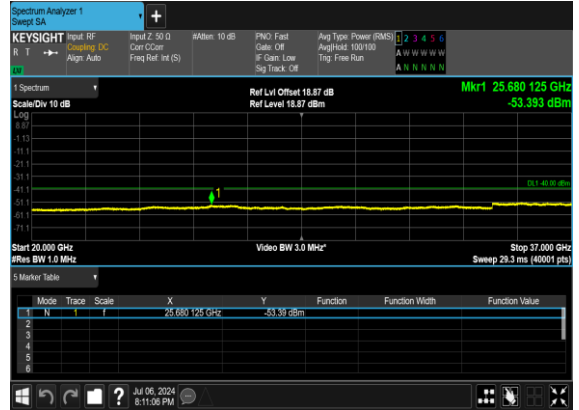 Spectrum Analyzer 1
Swept SA
KEYSIGHT Input: RF Input Z: 50 Ω #Atten: 10 dB PNO: Fast Avg Type: Power (RMS) 1 2 3 4 5 6
R T Coupling: DC Corr CCorr Gate: Off Avg|Hold: 100/100 A W W W W W
Align: Auto Freq Ref: Int (S) IF Gain: Low Trig: Free Run
LW Sig Track: Off A N N N N N
1 Spectrum Ref Lvl Offset 18.87 dB Mkr1 25.680 125 GHz
Scale/Div 10 dB Ref Level 18.87 dBm -53.393 dBm
Log
8.87
-1.13
-11.1
-21.1
-31.1
DL1 -40.00 dBm
-41.1
1
-51.1
-61.1
-71.1
Start 20.000 GHz Video BW 3.0 MHz* Stop 37.000 GHz
#Res BW 1.0 MHz Sweep 29.3 ms (40001 pts)
5 Marker Table
Mode Trace Scale X Y Function Function Width Function Value
1 N 1 f 25.680 125 GHz -53.39 dBm
2
3
4
5
6
? Jul 06, 2024
8:11:06 PM